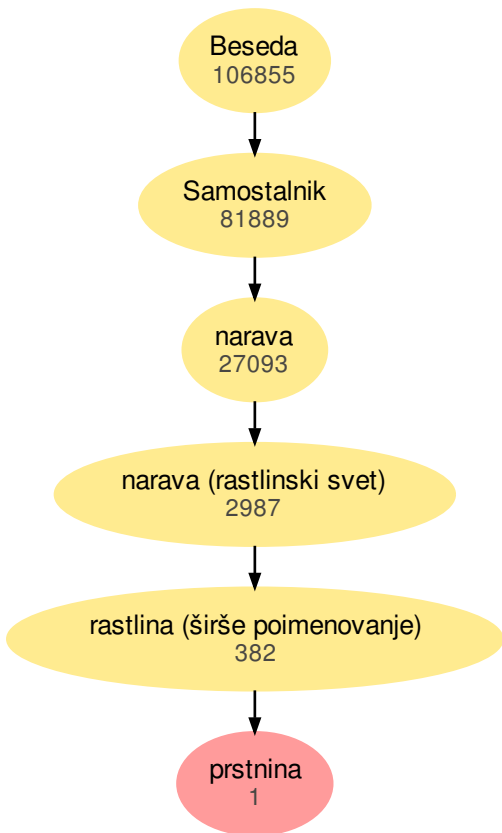 Beseda
106855
Samostalnik
81889
narava
27093
narava (rastlinski svet)
2987
rastlina (širše poimenovanje)
382
prstnina
1